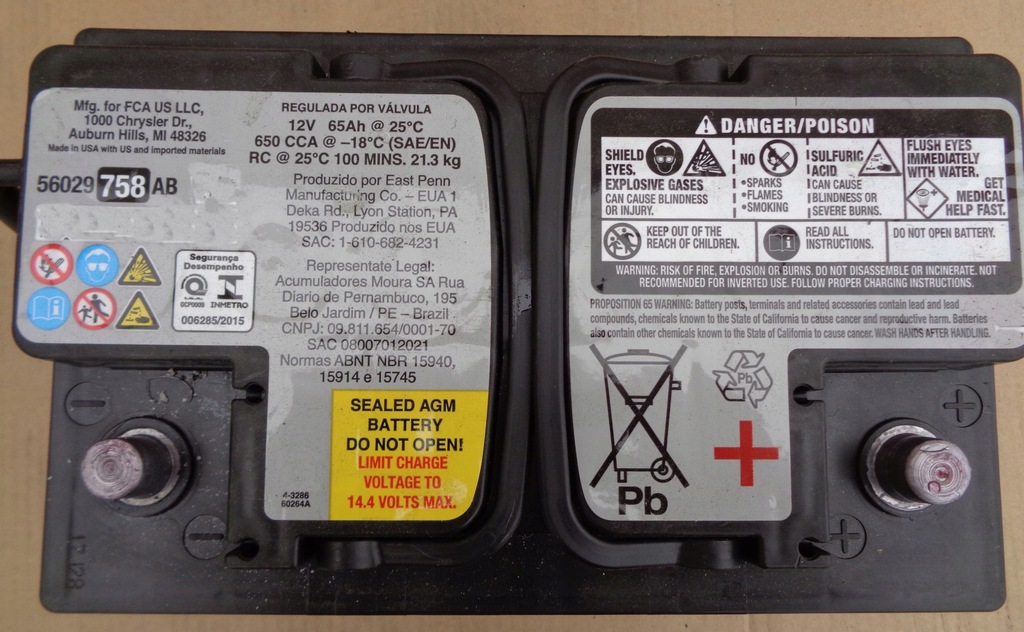 Mfg. for FCA US LLC,
1000 Chrysler Dr.,
Auburn Hills, MI 48326
Made in USA with US and imported materials
56029 758 AB
Segurança
Desempenho
OCP0009
INMETRO
006285/2015
REGULADA POR VÁLVULA
12V 65Ah @ 25°C
650 CCA @ –18°C (SAE/EN)
RC @ 25°C 100 MINS. 21.3 kg
Produzido por East Penn
Manufacturing Co. – EUA 1
Deka Rd., Lyon Station, PA
19536 Produzido nos EUA
SAC: 1-610-682-4231
Representate Legal:
Acumuladores Moura SA Rua
Diario de Pernambuco, 195
Belo Jardim / PE – Brazil
CNPJ: 09.811.654/0001-70
SAC 08007012021
Normas ABNT NBR 15940,
15914 e 15745
SEALED AGM
BATTERY
DO NOT OPEN!
LIMIT CHARGE
VOLTAGE TO
14.4 VOLTS MAX.
4-3286
60264A
DANGER/POISON
SHIELD
EYES.
EXPLOSIVE GASES
CAN CAUSE BLINDNESS
OR INJURY.
NO
•SPARKS
•FLAMES
•SMOKING
SULFURIC
ACID
CAN CAUSE
BLINDNESS OR
SEVERE BURNS.
FLUSH EYES
IMMEDIATELY
WITH WATER.
GET
MEDICAL
HELP FAST.
KEEP OUT OF THE
REACH OF CHILDREN.
READ ALL
INSTRUCTIONS.
DO NOT OPEN BATTERY.
WARNING: RISK OF FIRE, EXPLOSION OR BURNS. DO NOT DISASSEMBLE OR INCINERATE. NOT
RECOMMENDED FOR INVERTED USE. FOLLOW PROPER CHARGING INSTRUCTIONS.
PROPOSITION 65 WARNING: Battery posts, terminals and related accessories contain lead and lead
compounds, chemicals known to the State of California to cause cancer and reproductive harm. Batteries
also contain other chemicals known to the State of California to cause cancer. WASH HANDS AFTER HANDLING.
Pb
Pb